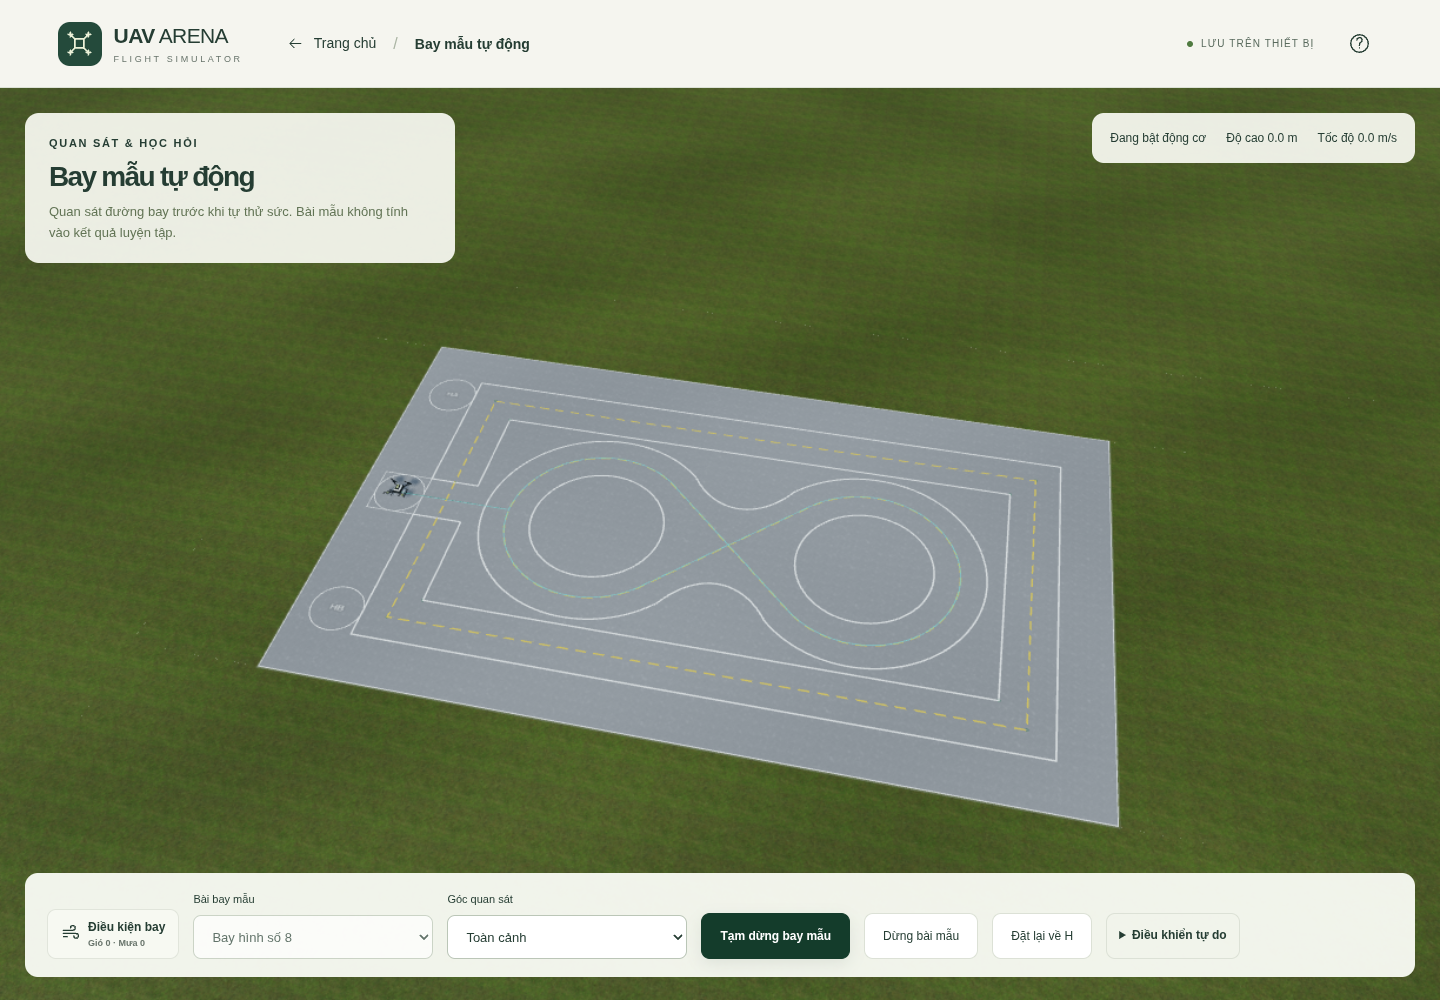 UAV ARENA
FLIGHT SIMULATOR
← Trang chủ / Bay mẫu tự động
LƯU TRÊN THIẾT BỊ
QUAN SÁT & HỌC HỎI
Bay mẫu tự động
Quan sát đường bay trước khi tự thử sức. Bài mẫu không tính
vào kết quả luyện tập.
Đang bật động cơ Độ cao 0.0 m Tốc độ 0.0 m/s
HB
Điều kiện bay
Gió 0 · Mưa 0
Bài bay mẫu
Bay hình số 8
Góc quan sát
Toàn cảnh
Tạm dừng bay mẫu
Dừng bài mẫu
Đặt lại về H
Điều khiển tự do